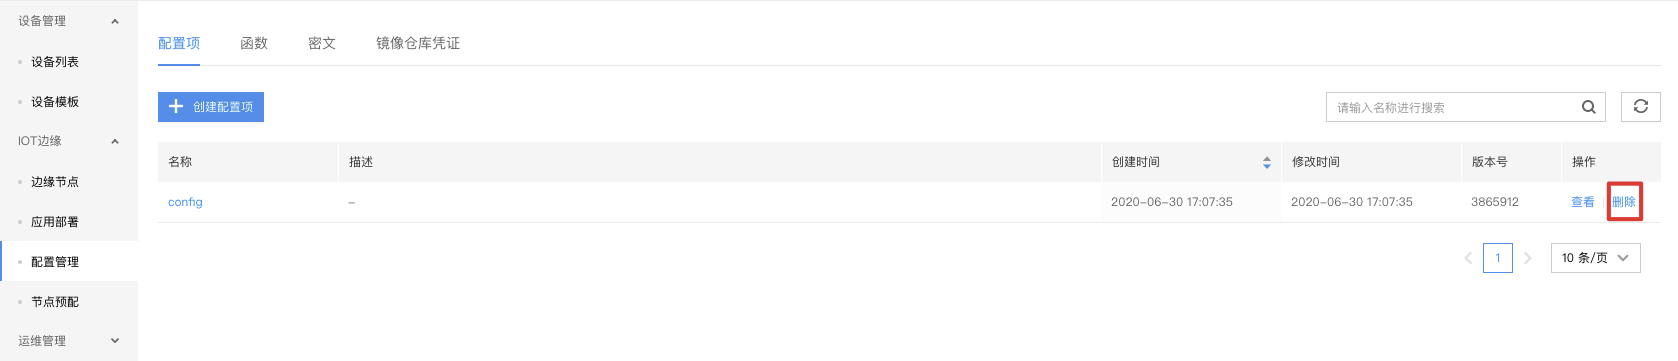 设备管理
设备列表
设备模板
IOT边缘
边缘节点
应用部署
配置管理
节点预配
运维管理
配置项 函数 密文 镜像仓库凭证
创建配置项 请输入名称进行搜索
名称 描述 创建时间 修改时间 版本号 操作
config – 2020-06-30 17:07:35 2020-06-30 17:07:35 3865912 查看 删除
1 10 条/页